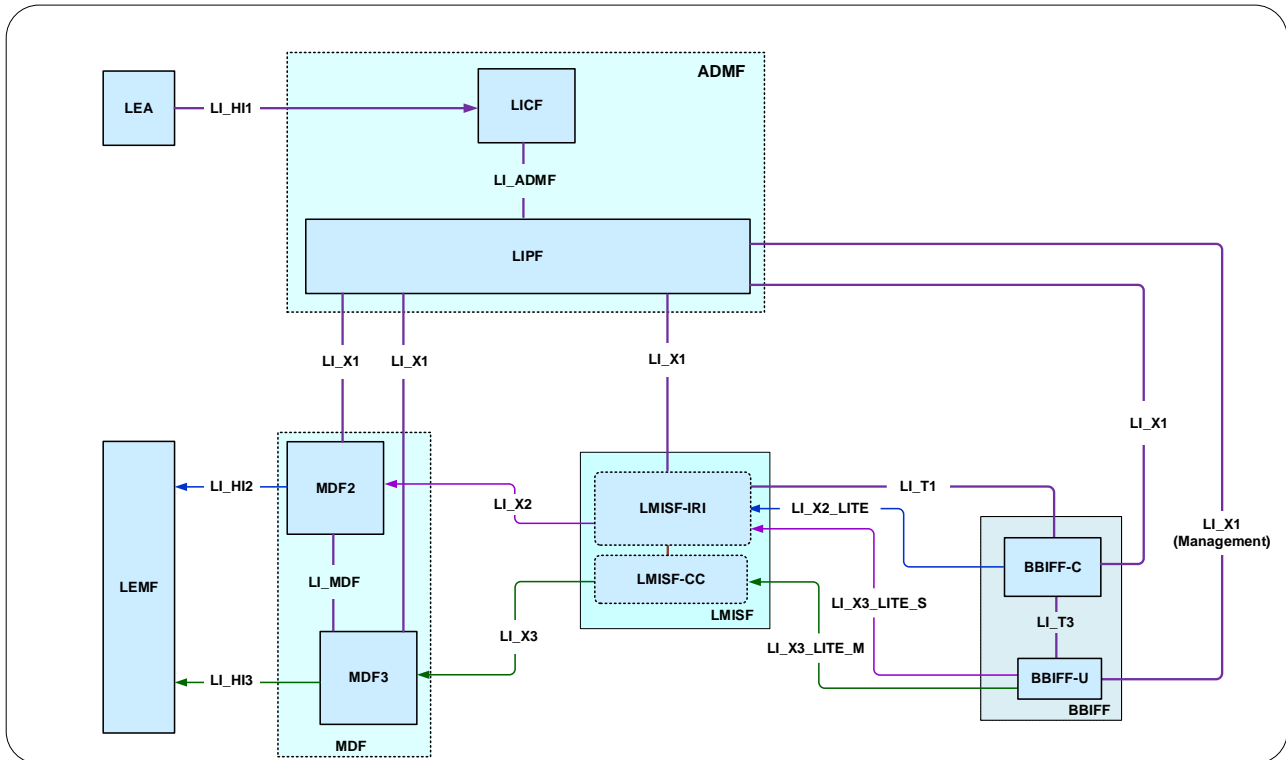 ADMF
LEA
LI_HI1
LICF
LI_ADMF
LIPF
LI_X1
LI_X1
LI_X1
LI_X1
LI_X1
(Management)
LEMF
LI_HI2
MDF2
LI_X2
LMISF-IRI
LI_T1
LI_X2_LITE
LI_MDF
LMISF-CC
LMISF
LI_X3_LITE_S
BBIFF-C
LI_T3
LI_X3
LI_X3_LITE_M
LI_HI3
MDF3
BBIFF-U
BBIFF
MDF